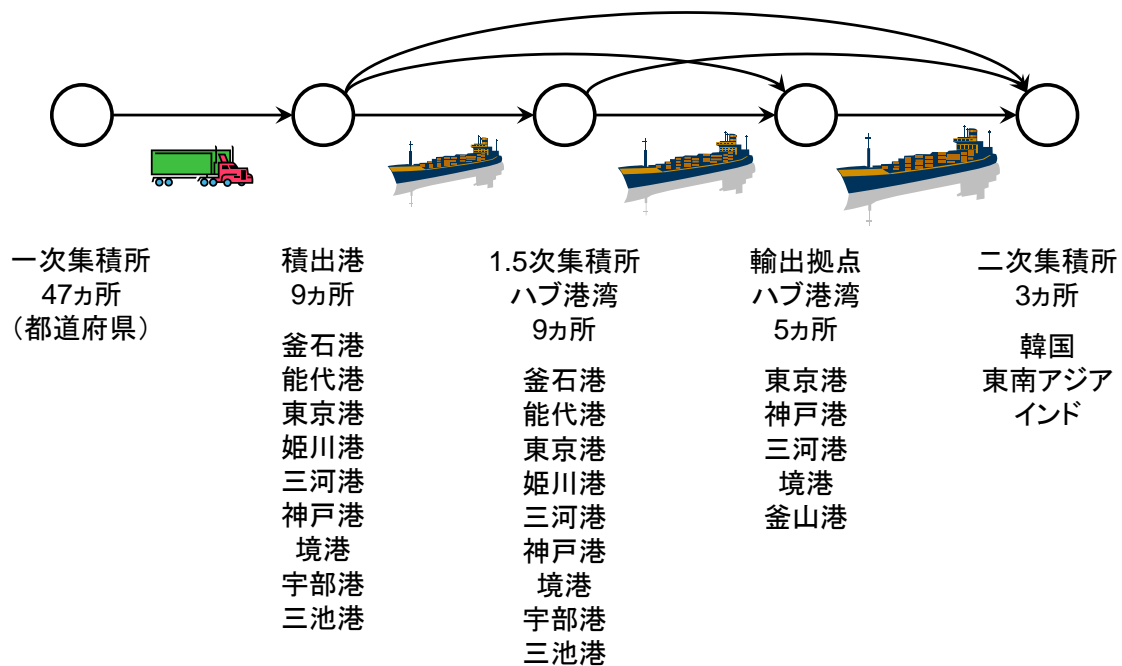 一次集積所
47ヵ所
（都道府県）
積出港
9ヵ所
釜石港
能代港
東京港
姫川港
三河港
神戸港
境港
宇部港
三池港
1.5次集積所
ハブ港湾
9ヵ所
釜石港
能代港
東京港
姫川港
三河港
神戸港
境港
宇部港
三池港
輸出拠点
ハブ港湾
5ヵ所
東京港
神戸港
三河港
境港
釜山港
二次集積所
3ヵ所
韓国
東南アジア
インド